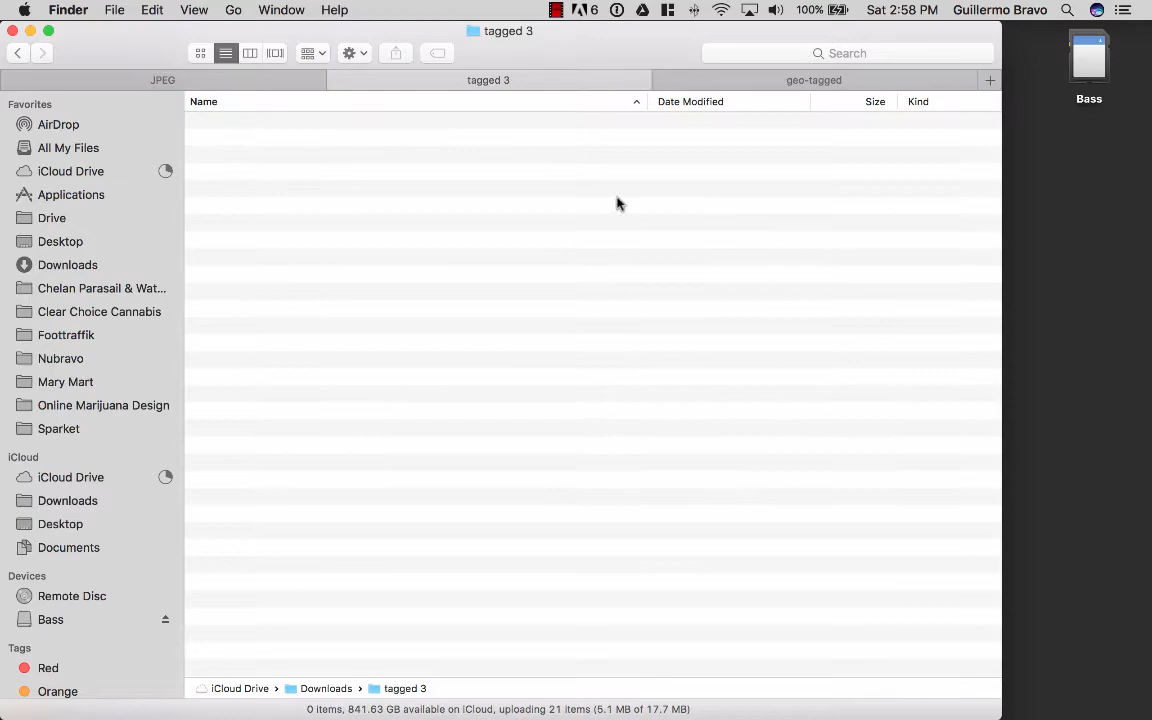 Finder File Edit View Go Window Help 6 100% Sat 2:58 PM Guillermo Bravo
tagged 3
Search
JPEG tagged 3 geo-tagged +
Name Date Modified Size Kind
Favorites
AirDrop
All My Files
iCloud Drive
Applications
Drive
Desktop
Downloads
Chelan Parasail & Wat...
Clear Choice Cannabis
Foottraffik
Nubravo
Mary Mart
Online Marijuana Design
Sparket
iCloud
iCloud Drive
Downloads
Desktop
Documents
Devices
Remote Disc
Bass
Tags
Red
Orange
iCloud Drive › Downloads › tagged 3
0 items, 841.63 GB available on iCloud, uploading 21 items (5.1 MB of 17.7 MB)
Bass